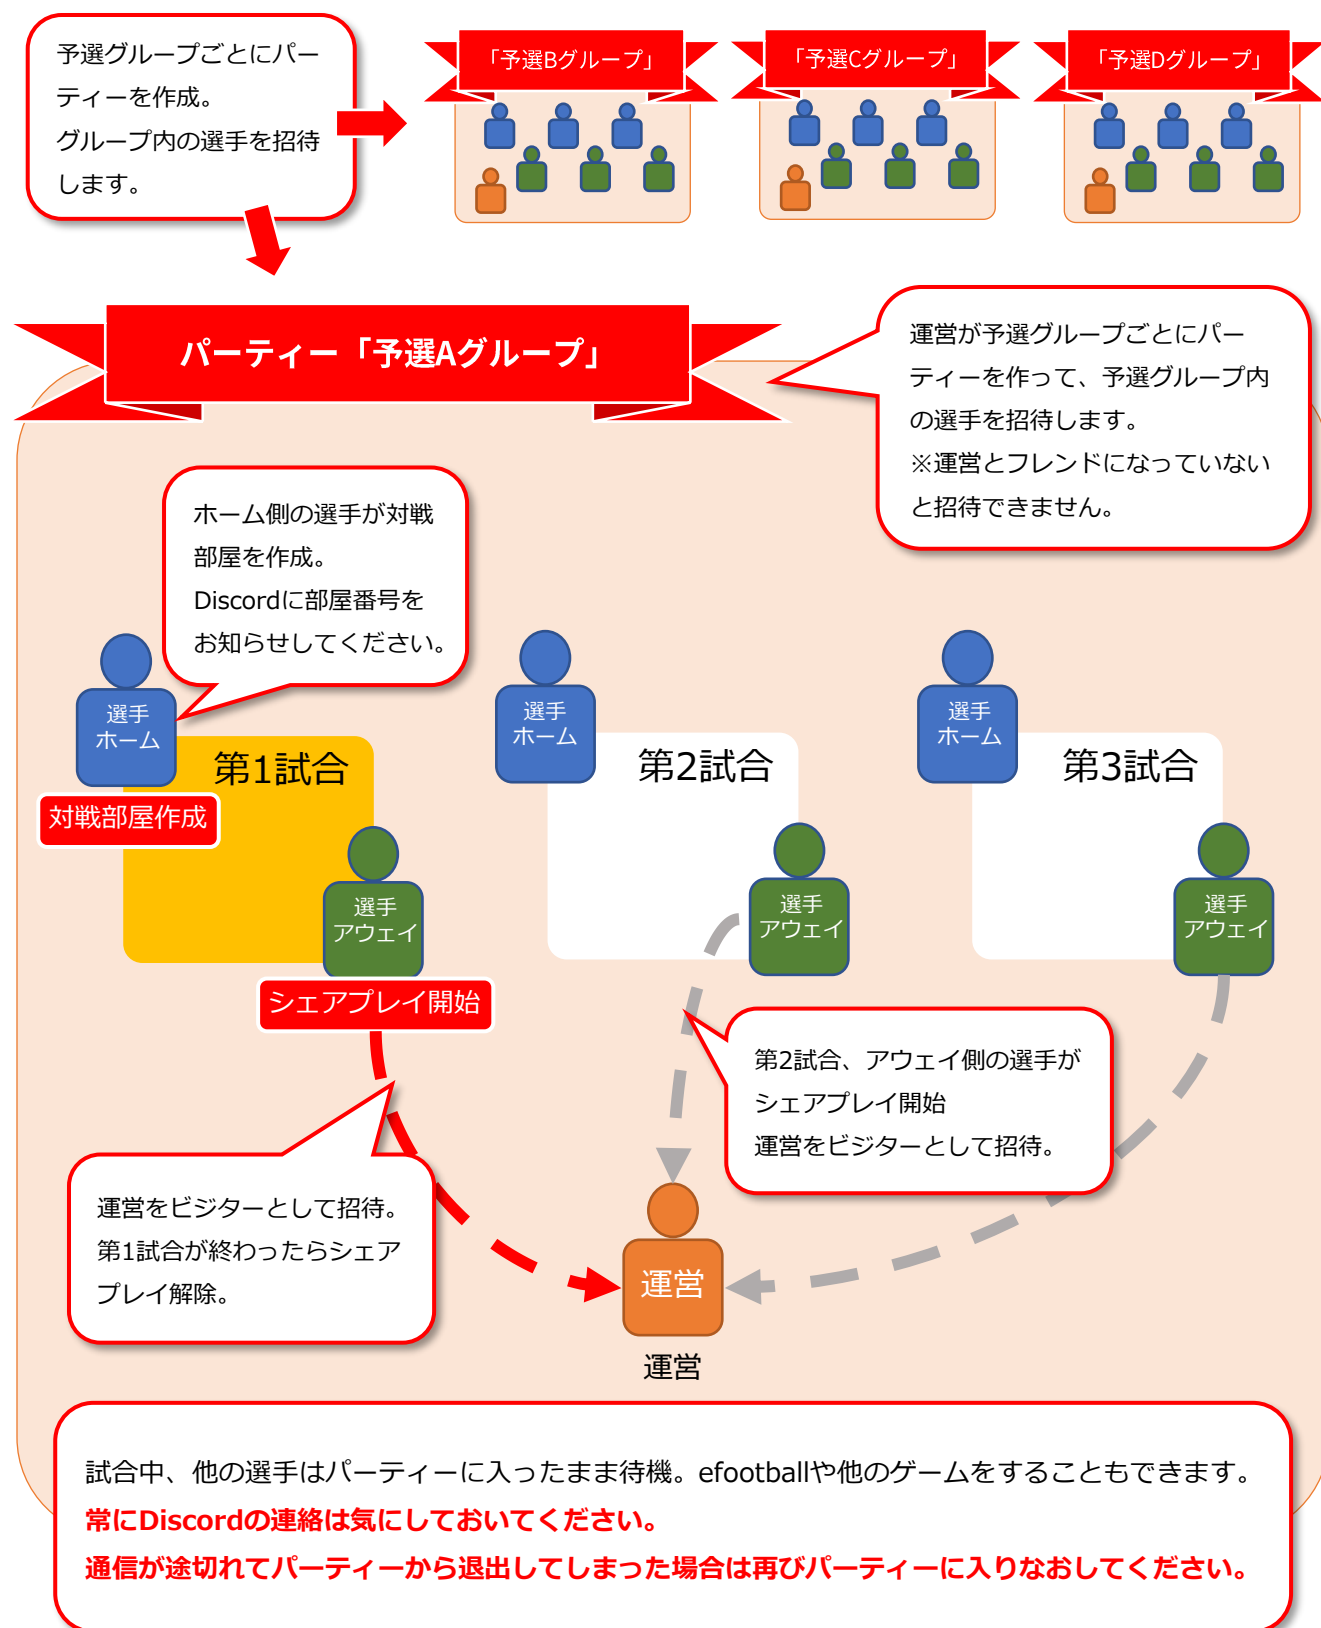 予選グループごとにパー
ティーを作成。
グループ内の選手を招待
します。
「予選Bグループ」
「予選Cグループ」
「予選Dグループ」
パーティー「予選Aグループ」
運営が予選グループごとにパー
ティーを作って、予選グループ内
の選手を招待します。
※運営とフレンドになっていない
と招待できません。
ホーム側の選手が対戦
部屋を作成。
Discordに部屋番号を
お知らせしてください。
選手
ホーム
第1試合
対戦部屋作成
選手
アウェイ
シェアプレイ開始
選手
ホーム
第2試合
選手
アウェイ
選手
ホーム
第3試合
選手
アウェイ
第2試合、アウェイ側の選手が
シェアプレイ開始
運営をビジターとして招待。
運営をビジターとして招待。
第1試合が終わったらシェア
プレイ解除。
運営
運営
試合中、他の選手はパーティーに入ったまま待機。efootballや他のゲームをすることもできます。
常にDiscordの連絡は気にしておいてください。
通信が途切れてパーティーから退出してしまった場合は再びパーティーに入りなおしてください。